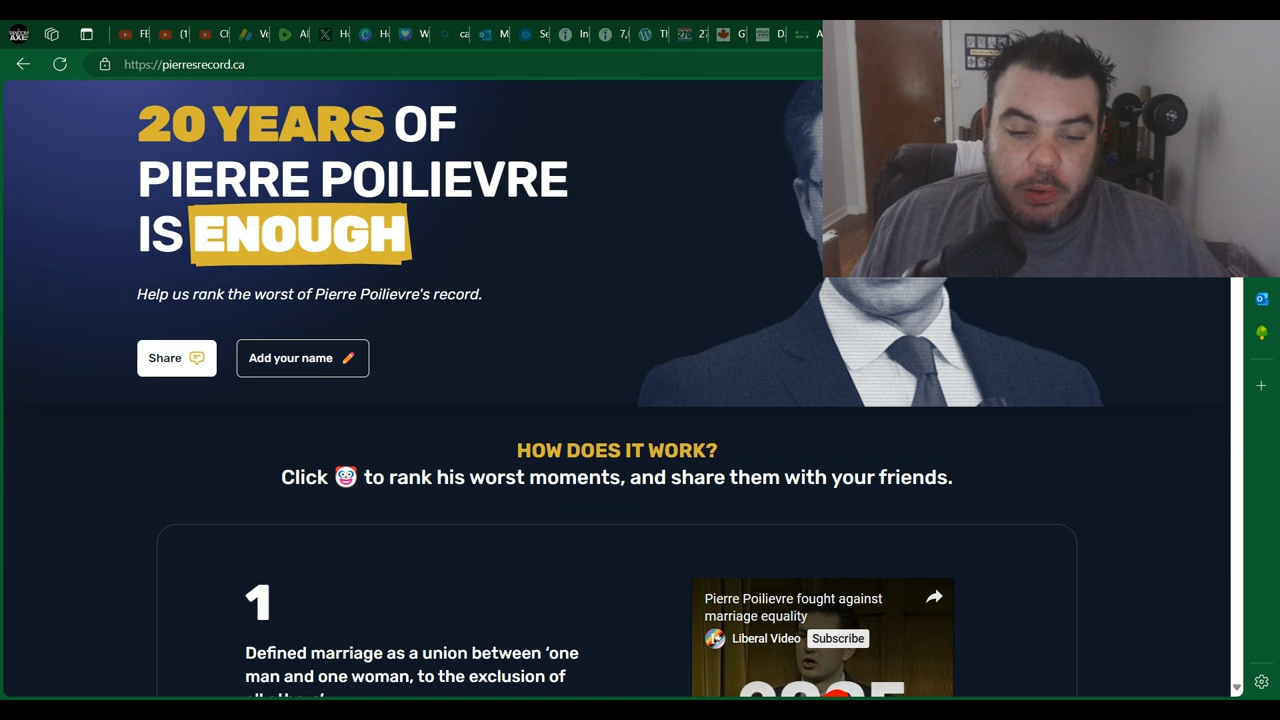 https://pierresrecord.ca
20 YEARS OF
PIERRE POILIEVRE
IS ENOUGH
Help us rank the worst of Pierre Poilievre's record.
Share
Add your name
HOW DOES IT WORK?
Click 🤡 to rank his worst moments, and share them with your friends.
1
Defined marriage as a union between ‘one
man and one woman, to the exclusion of
Pierre Poilievre fought against
marriage equality
Liberal Video Subscribe